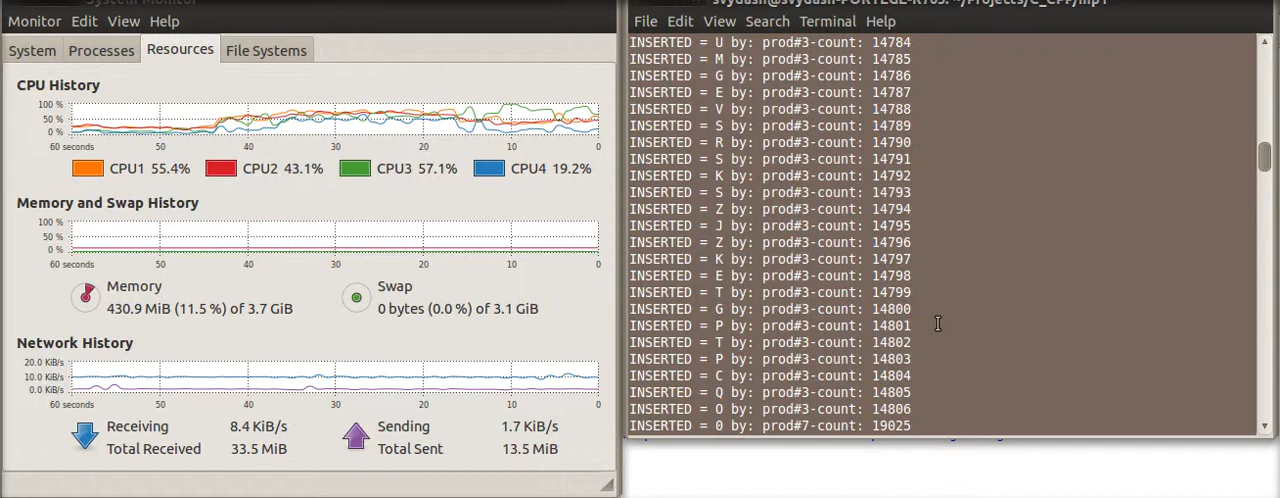 System Monitor
Monitor Edit View Help
System Processes Resources File Systems
CPU History
100 %
50 %
0 %
60 seconds 50 40 30 20 10 0
CPU1 55.4% CPU2 43.1% CPU3 57.1% CPU4 19.2%
Memory and Swap History
100 %
50 %
0 %
60 seconds 50 40 30 20 10 0
Memory
430.9 MiB (11.5 %) of 3.7 GiB
Swap
0 bytes (0.0 %) of 3.1 GiB
Network History
20.0 KiB/s
10.0 KiB/s
0.0 KiB/s
60 seconds 50 40 30 20 10 0
Receiving 8.4 KiB/s
Total Received 33.5 MiB
Sending 1.7 KiB/s
Total Sent 13.5 MiB
svydash@svydash-PORTEGE-R705: ~/Projects/C_CPP/mp1
File Edit View Search Terminal Help
INSERTED = U by: prod#3-count: 14784
INSERTED = M by: prod#3-count: 14785
INSERTED = G by: prod#3-count: 14786
INSERTED = E by: prod#3-count: 14787
INSERTED = V by: prod#3-count: 14788
INSERTED = S by: prod#3-count: 14789
INSERTED = R by: prod#3-count: 14790
INSERTED = S by: prod#3-count: 14791
INSERTED = K by: prod#3-count: 14792
INSERTED = S by: prod#3-count: 14793
INSERTED = Z by: prod#3-count: 14794
INSERTED = J by: prod#3-count: 14795
INSERTED = Z by: prod#3-count: 14796
INSERTED = K by: prod#3-count: 14797
INSERTED = E by: prod#3-count: 14798
INSERTED = T by: prod#3-count: 14799
INSERTED = G by: prod#3-count: 14800
INSERTED = P by: prod#3-count: 14801
INSERTED = T by: prod#3-count: 14802
INSERTED = P by: prod#3-count: 14803
INSERTED = C by: prod#3-count: 14804
INSERTED = Q by: prod#3-count: 14805
INSERTED = O by: prod#3-count: 14806
INSERTED = 0 by: prod#7-count: 19025